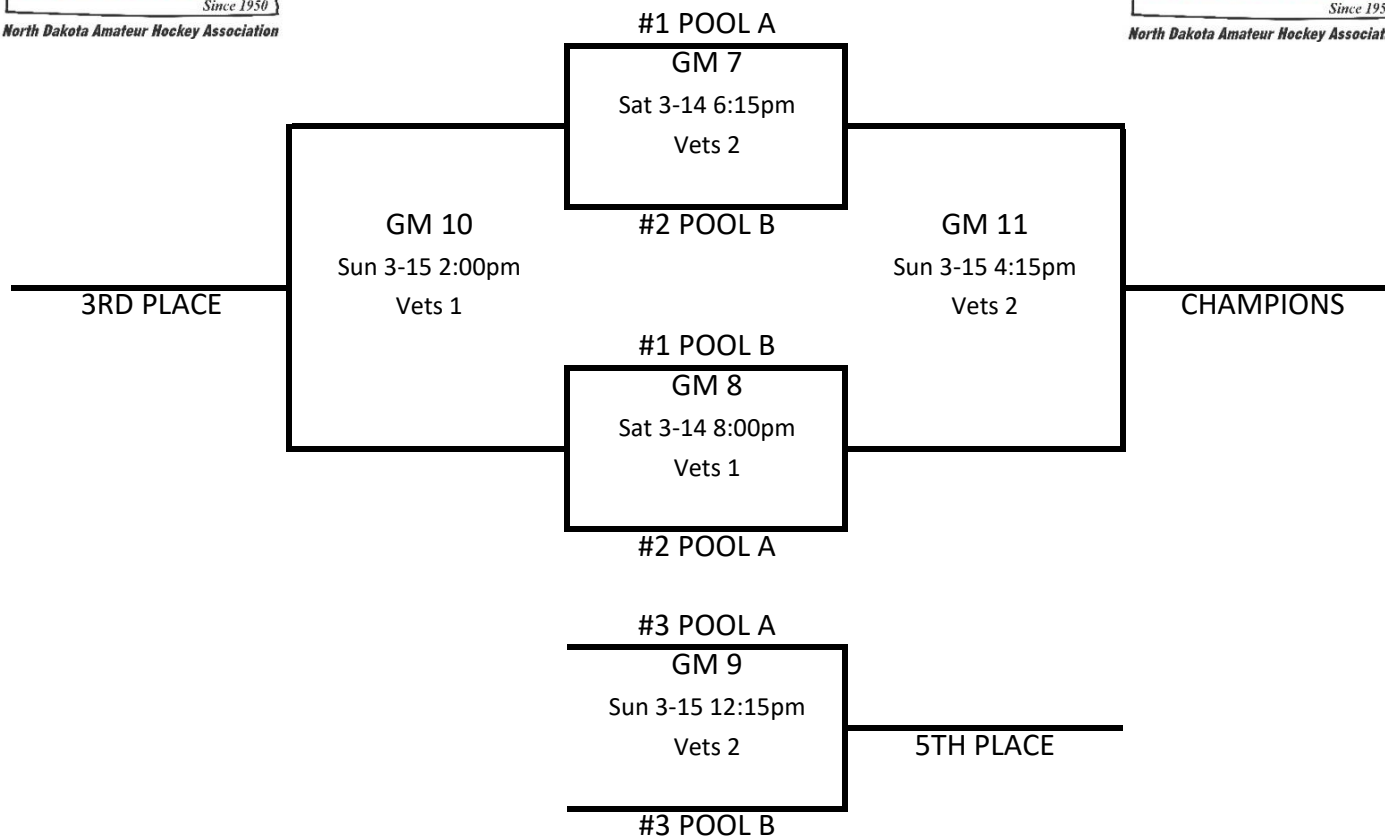 Since 1950
North Dakota Amateur Hockey Association
Since 195
North Dakota Amateur Hockey Associat
#1 POOL A
GM 7
Sat 3-14 6:15pm
Vets 2
#2 POOL B
GM 10
Sun 3-15 2:00pm
Vets 1
3RD PLACE
GM 11
Sun 3-15 4:15pm
Vets 2
CHAMPIONS
#1 POOL B
GM 8
Sat 3-14 8:00pm
Vets 1
#2 POOL A
#3 POOL A
GM 9
Sun 3-15 12:15pm
Vets 2
5TH PLACE
#3 POOL B